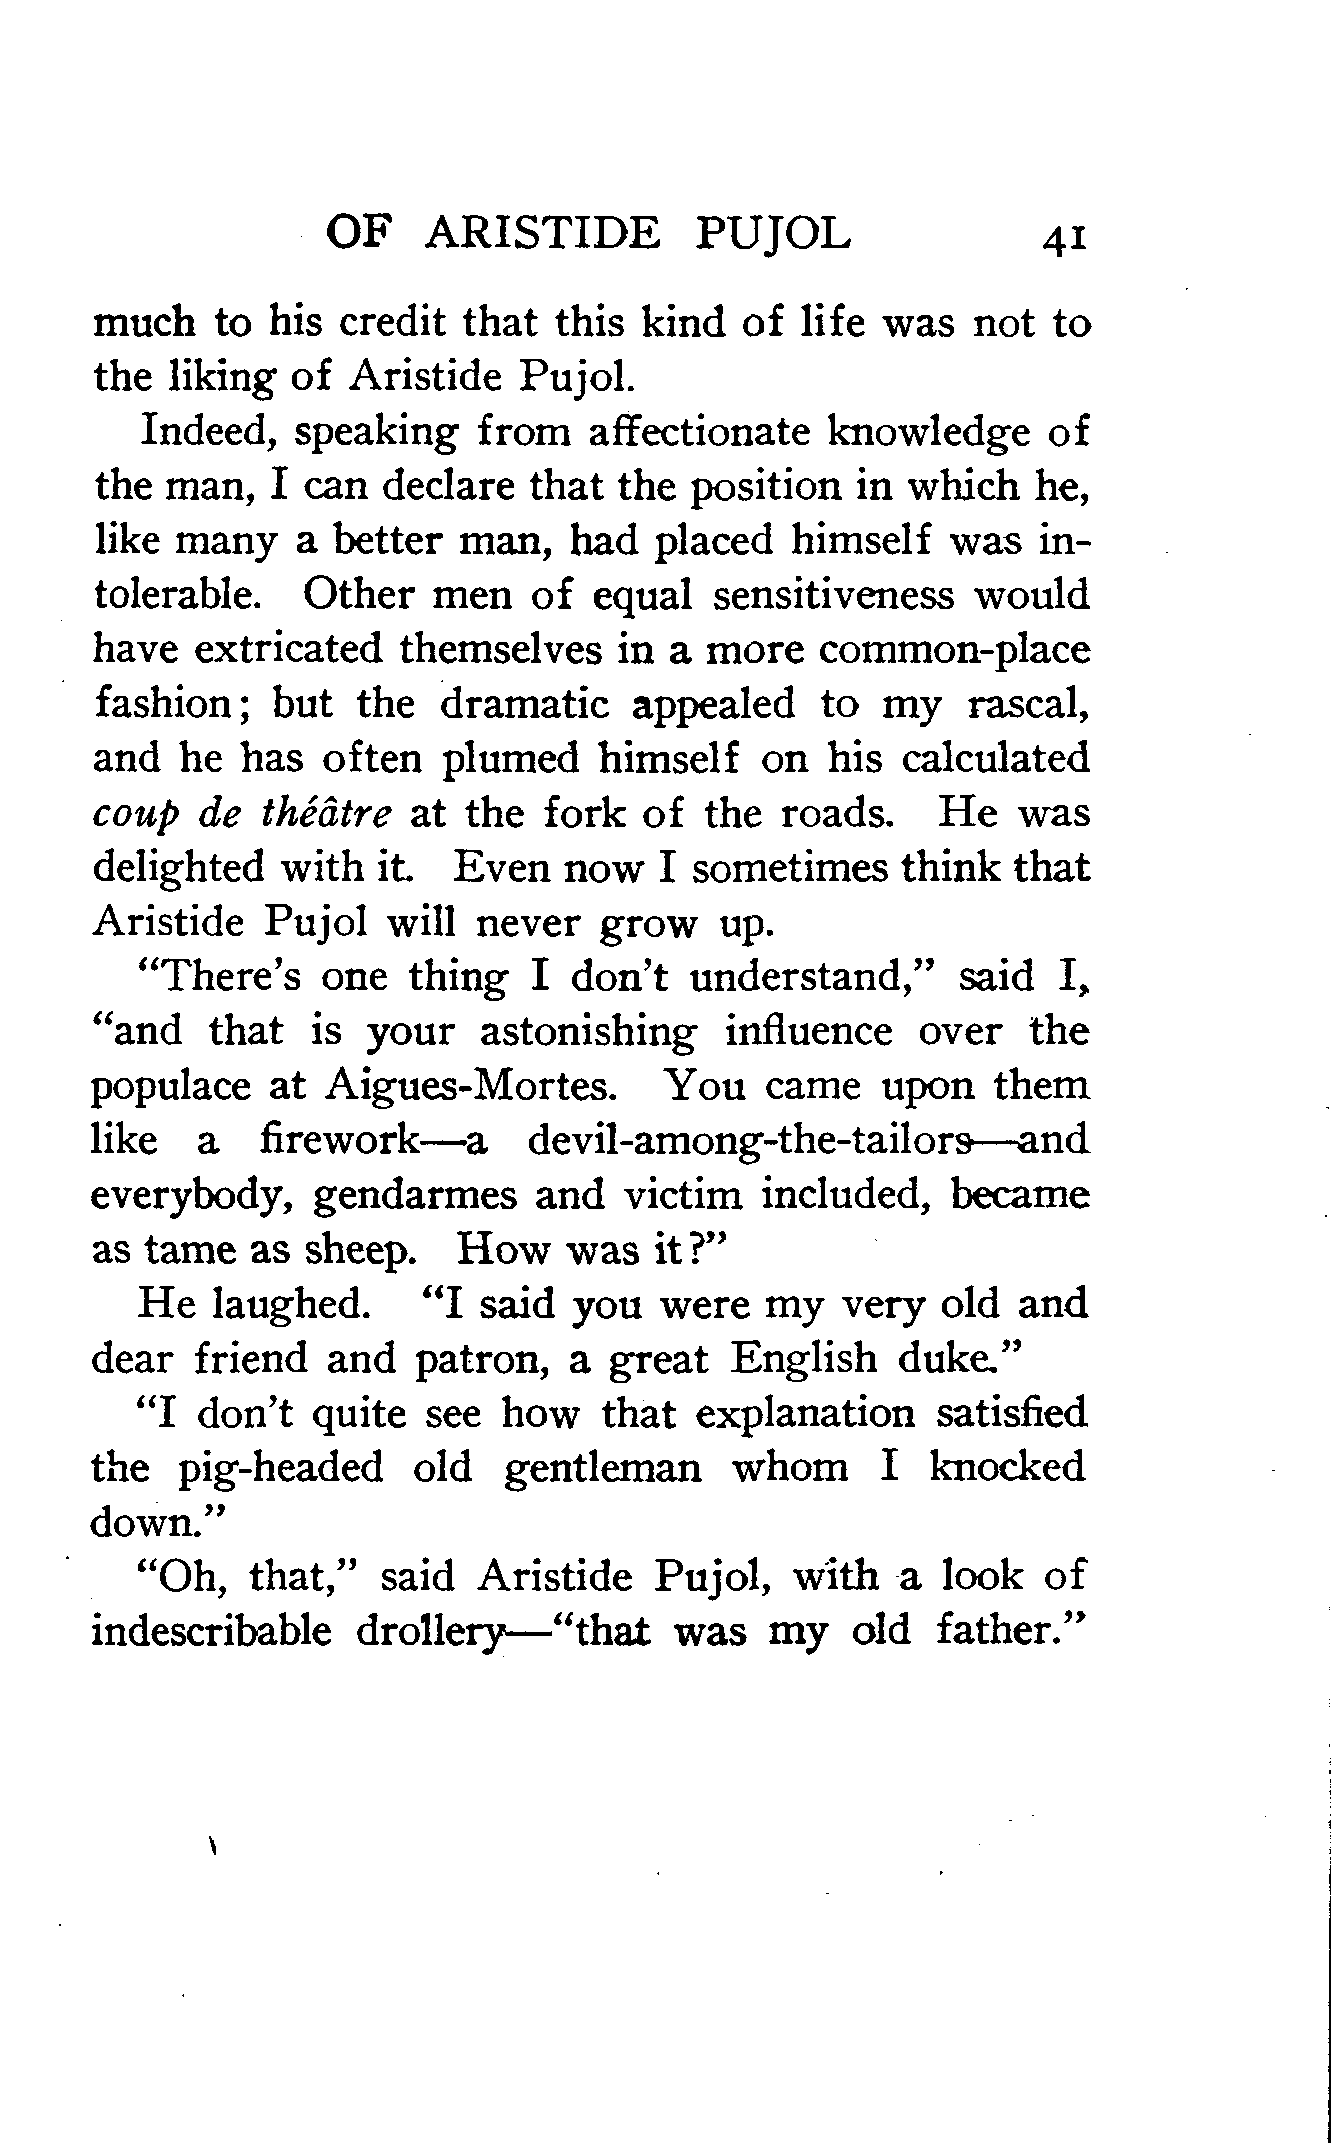 OF ARISTIDE PUJOL 41
much to his credit that this kind of life was not to
the liking of Aristide Pujol.
Indeed, speaking from affectionate knowledge of
the man, I can declare that the position in which he,
like many a better man, had placed himself was in-
tolerable. Other men of equal sensitiveness would
have extricated themselves in a more common-place
fashion; but the dramatic appealed to my rascal,
and he has often plumed himself on his calculated
coup de théâtre at the fork of the roads. He was
delighted with it. Even now I sometimes think that
Aristide Pujol will never grow up.
“There’s one thing I don’t understand,” said I,
“and that is your astonishing influence over the
populace at Aigues-Mortes. You came upon them
like a firework—a devil-among-the-tailors—and
everybody, gendarmes and victim included, became
as tame as sheep. How was it?”
He laughed. “I said you were my very old and
dear friend and patron, a great English duke.”
“I don’t quite see how that explanation satisfied
the pig-headed old gentleman whom I knocked
down.”
“Oh, that,” said Aristide Pujol, with a look of
indescribable drollery—“that was my old father.”